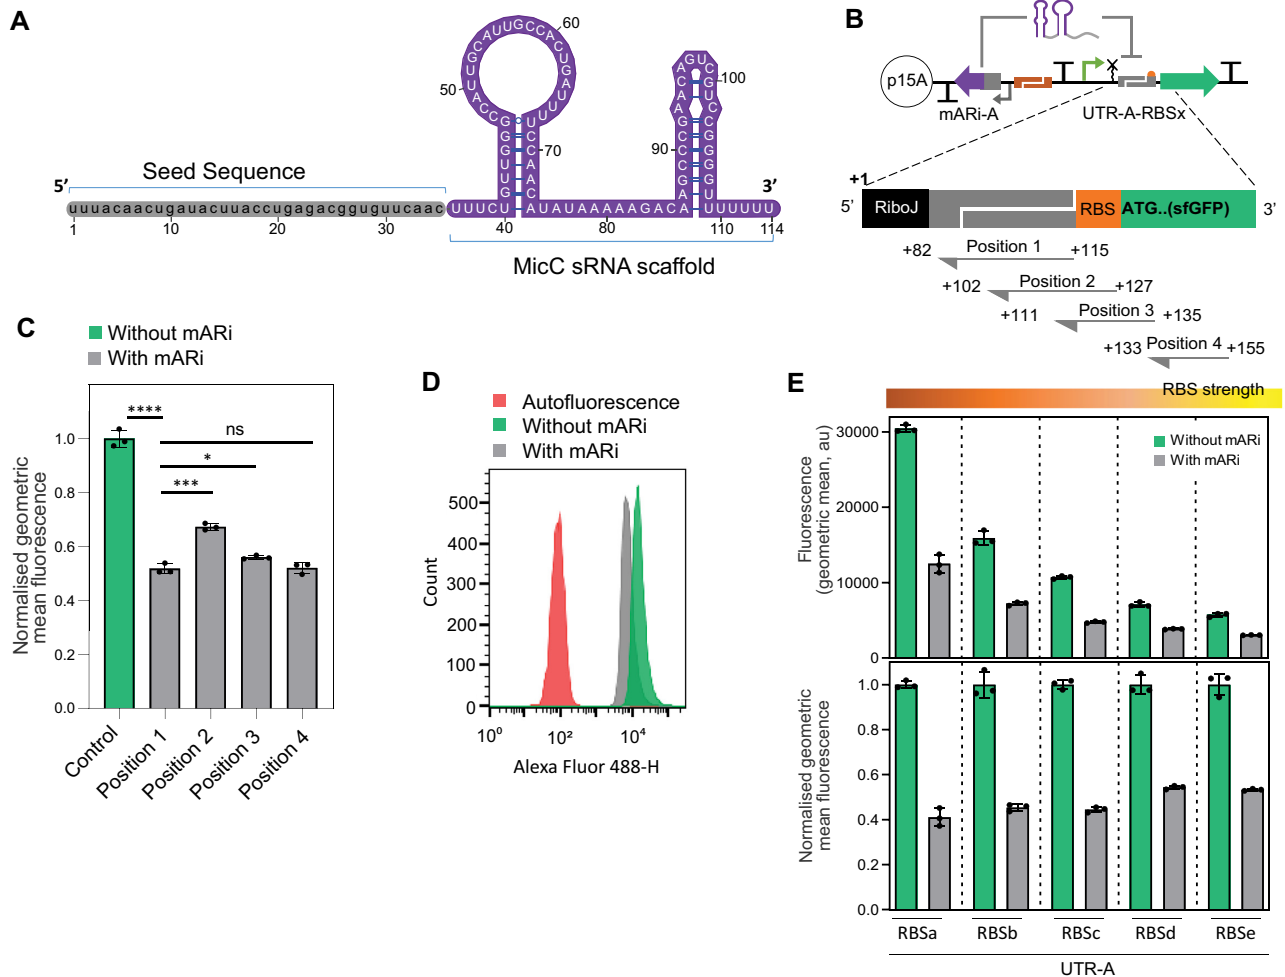 A
Seed Sequence
5'
3'
uuuacaacugauacuuaccugagacggguguucaac
UUUCU
AUAUAAAAAGACA
UUUUUU
1
10
20
30
40
50
60
70
80
90
100
110
114
MicC sRNA scaffold
B
p15A
mARi-A
UTR-A-RBSx
+1
5'
RiboJ
RBS
ATG..(sfGFP)
3'
+82
Position 1
+115
+102
Position 2
+127
+111
Position 3
+135
+133
Position 4
+155
C
Without mARi
With mARi
Normalised geometric
mean fluorescence
1.0
0.8
0.6
0.4
0.2
0.0
****
ns
*
***
Control
Position 1
Position 2
Position 3
Position 4
D
Autofluorescence
Without mARi
With mARi
Count
500
400
300
200
100
0
10⁰
10²
10⁴
Alexa Fluor 488-H
E
RBS strength
Without mARi
With mARi
Fluorescence
(geometric mean, au)
30000
20000
10000
0
Normalised geometric
mean fluorescence
1.0
0.8
0.6
0.4
0.2
0.0
RBSa
RBSb
RBSc
RBSd
RBSe
UTR-A